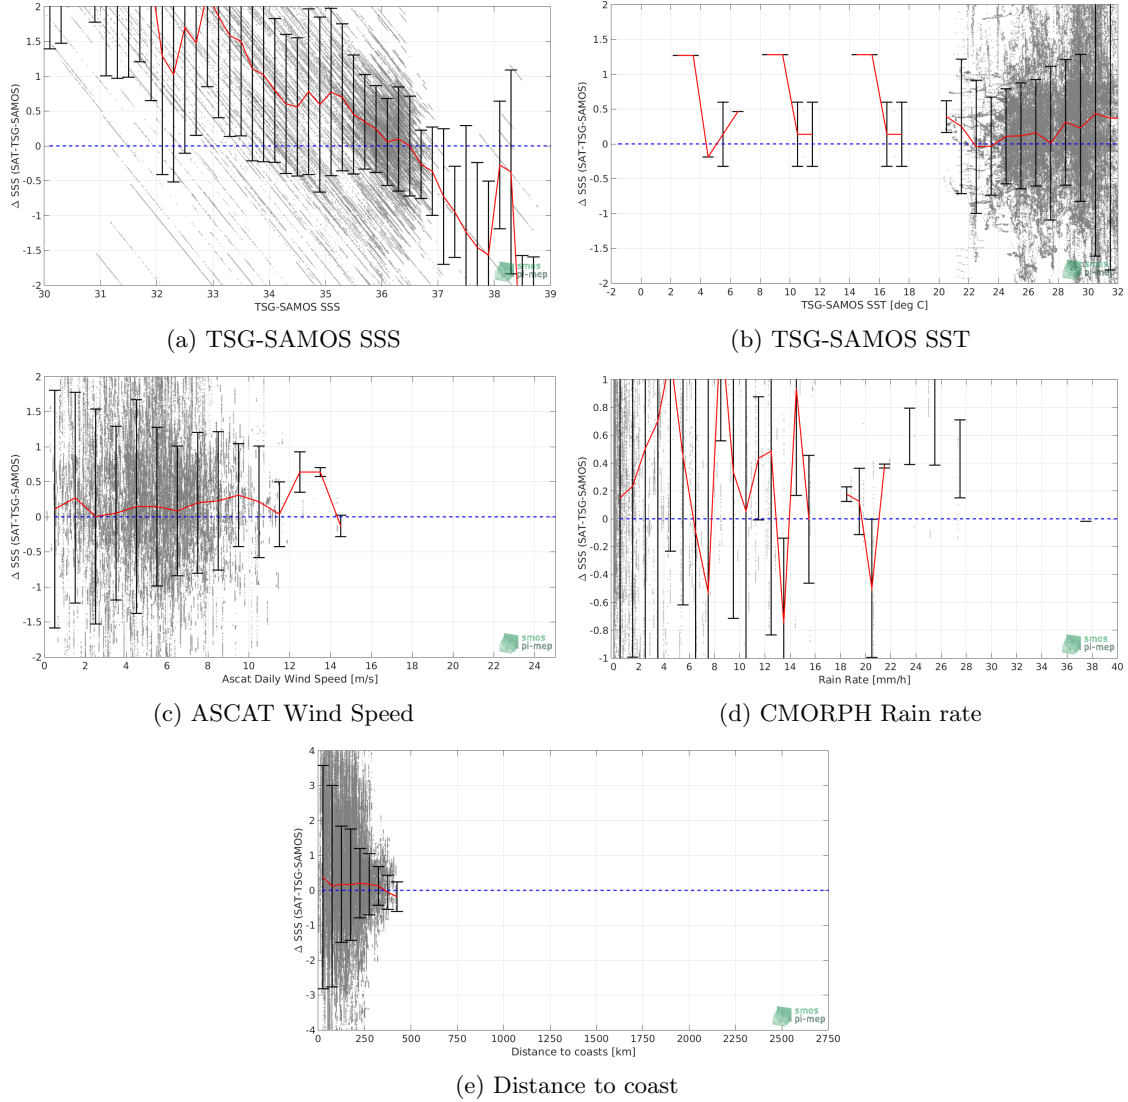 2
1.5
1
0.5
0
-0.5
-1
-1.5
-2
Δ SSS (SAT-TSG-SAMOS)
30 31 32 33 34 35 36 37 38 39
TSG-SAMOS SSS
smos
pi-mep
(a) TSG-SAMOS SSS
2
1.5
1
0.5
0
-0.5
-1
-1.5
-2
Δ SSS (SAT-TSG-SAMOS)
-2 0 2 4 6 8 10 12 14 16 18 20 22 24 26 28 30 32
TSG-SAMOS SST [deg C]
smos
pi-mep
(b) TSG-SAMOS SST
2
1.5
1
0.5
0
-0.5
-1
-1.5
-2
Δ SSS (SAT-TSG-SAMOS)
0 2 4 6 8 10 12 14 16 18 20 22 24
Ascat Daily Wind Speed [m/s]
smos
pi-mep
(c) ASCAT Wind Speed
1
0.8
0.6
0.4
0.2
0
-0.2
-0.4
-0.6
-0.8
-1
Δ SSS (SAT-TSG-SAMOS)
0 2 4 6 8 10 12 14 16 18 20 22 24 26 28 30 32 34 36 38 40
Rain Rate [mm/h]
smos
pi-mep
(d) CMORPH Rain rate
4
3
2
1
0
-1
-2
-3
-4
Δ SSS (SAT-TSG-SAMOS)
0 250 500 750 1000 1250 1500 1750 2000 2250 2500 2750
Distance to coasts [km]
smos
pi-mep
(e) Distance to coast